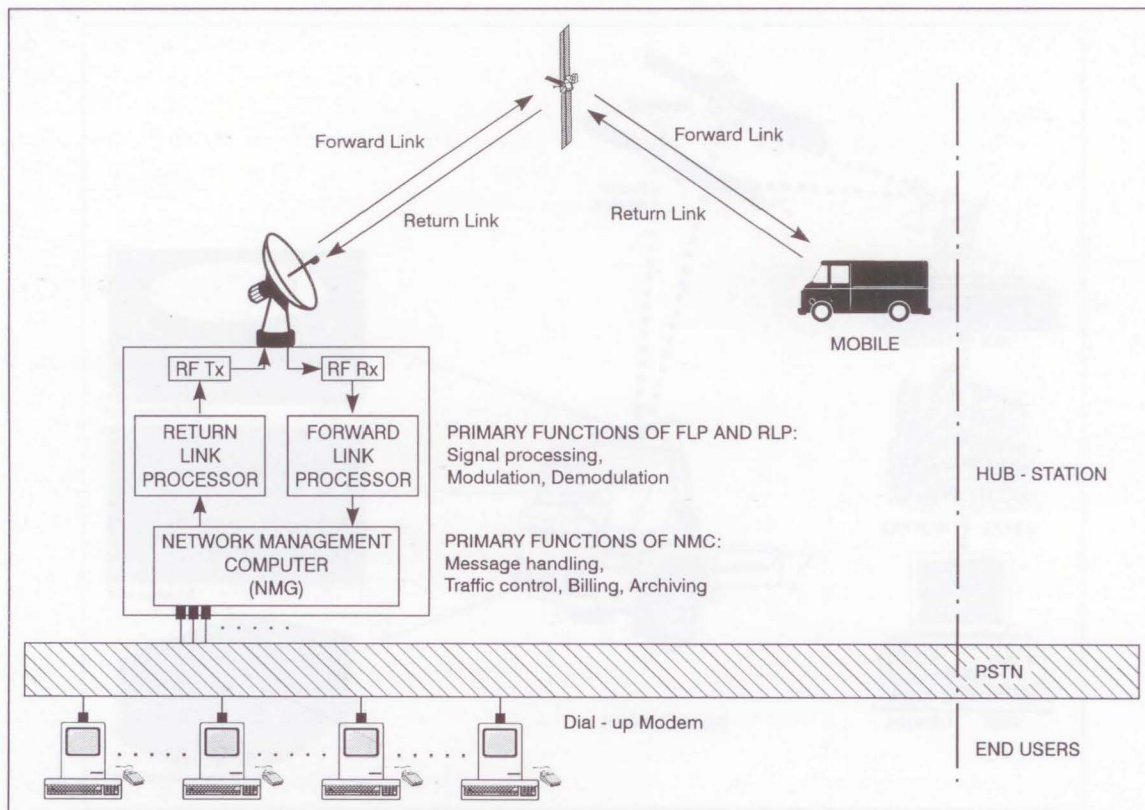 Forward Link
Forward Link
Return Link
Return Link
MOBILE
RF Tx
RF Rx
RETURN
LINK
PROCESSOR
FORWARD
LINK
PROCESSOR
PRIMARY FUNCTIONS OF FLP AND RLP:
Signal processing,
Modulation, Demodulation
HUB - STATION
NETWORK MANAGEMENT
COMPUTER
(NMG)
PRIMARY FUNCTIONS OF NMC:
Message handling,
Traffic control, Billing, Archiving
PSTN
Dial - up Modem
END USERS